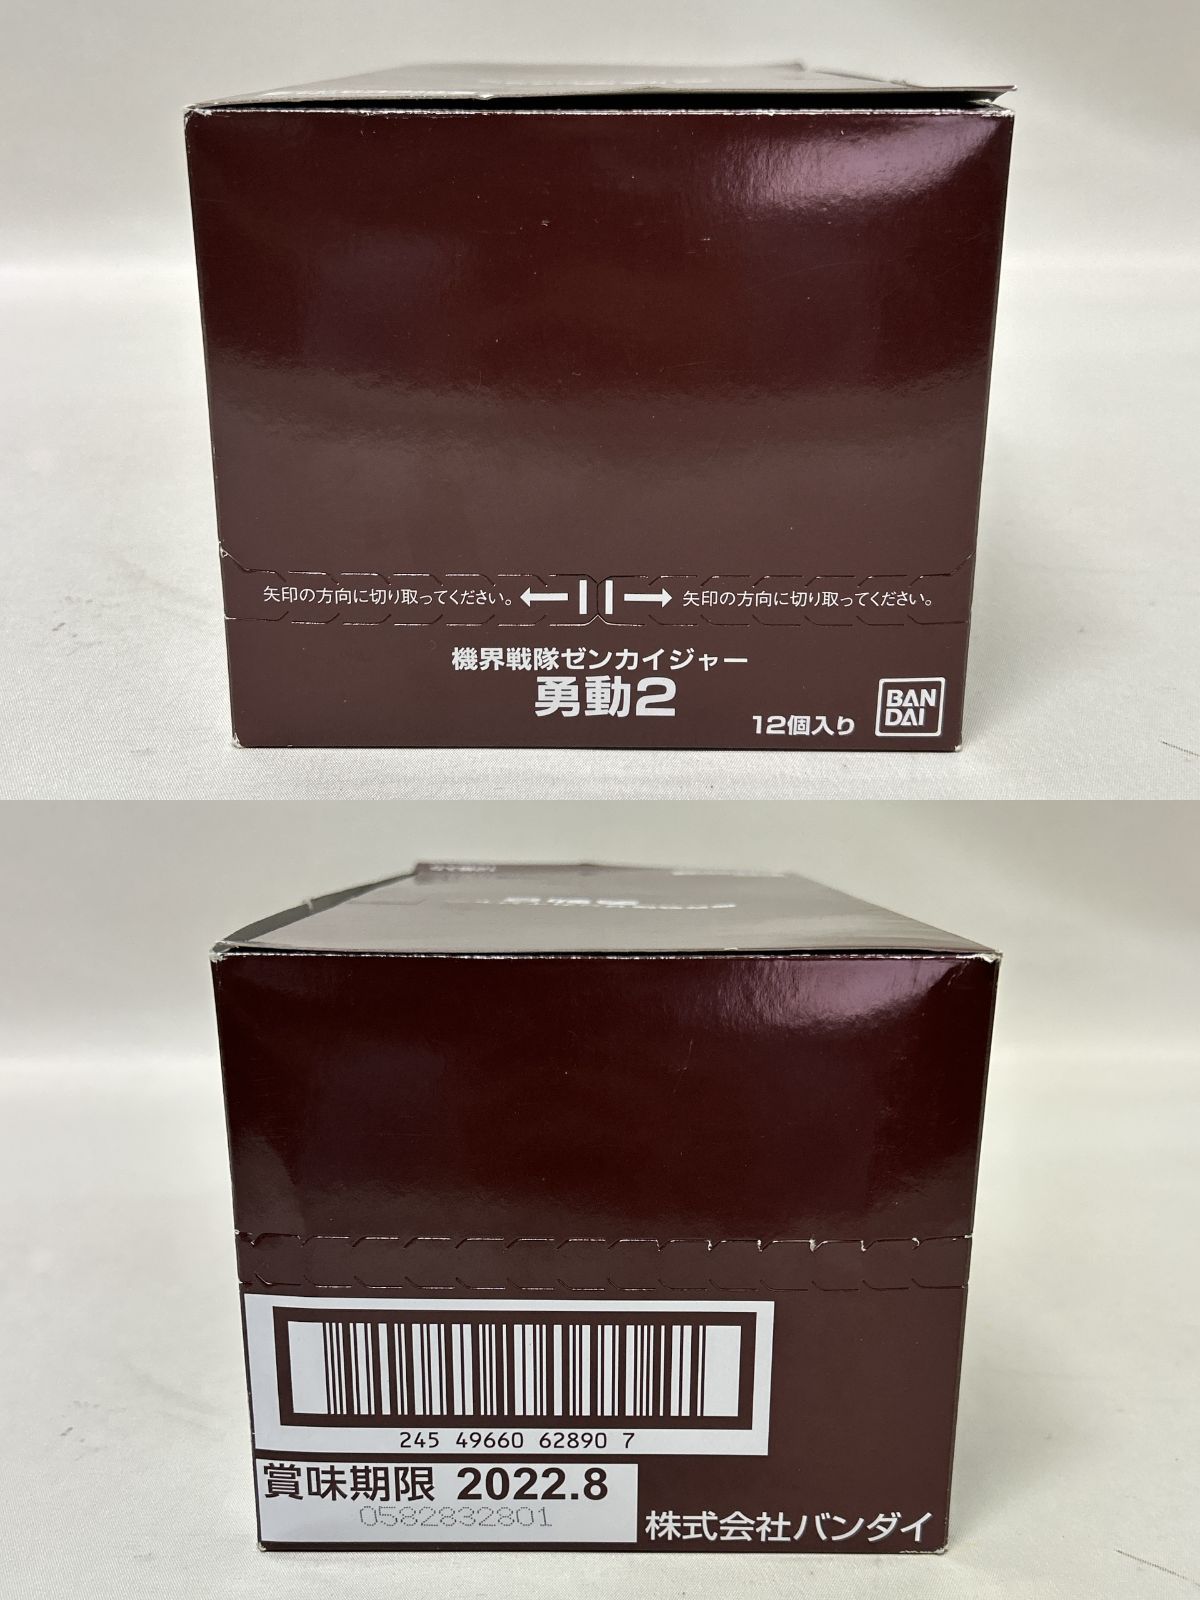 矢印の方向に切り取ってください。 矢印の方向に切り取ってください。
機界戦隊ゼンカイジャー
勇動2
12個入り
BAN
DAI
245 49660 62890 7
賞味期限 2022.8
0582832801
株式会社バンダイ